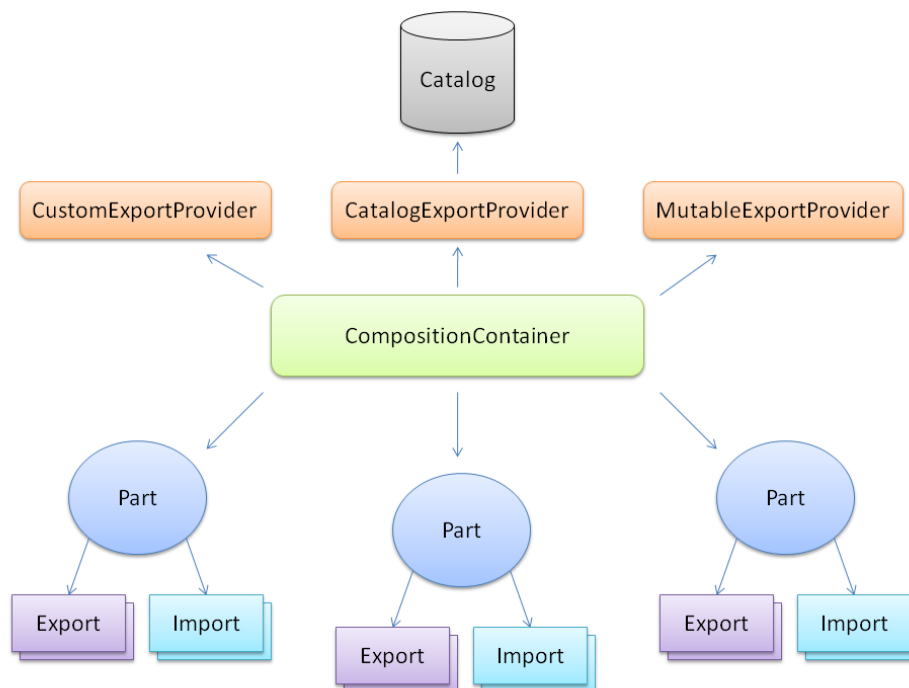 Catalog
CustomExportProvider
CatalogExportProvider
MutableExportProvider
CompositionContainer
Part
Part
Part
Export
Import
Export
Import
Export
Import